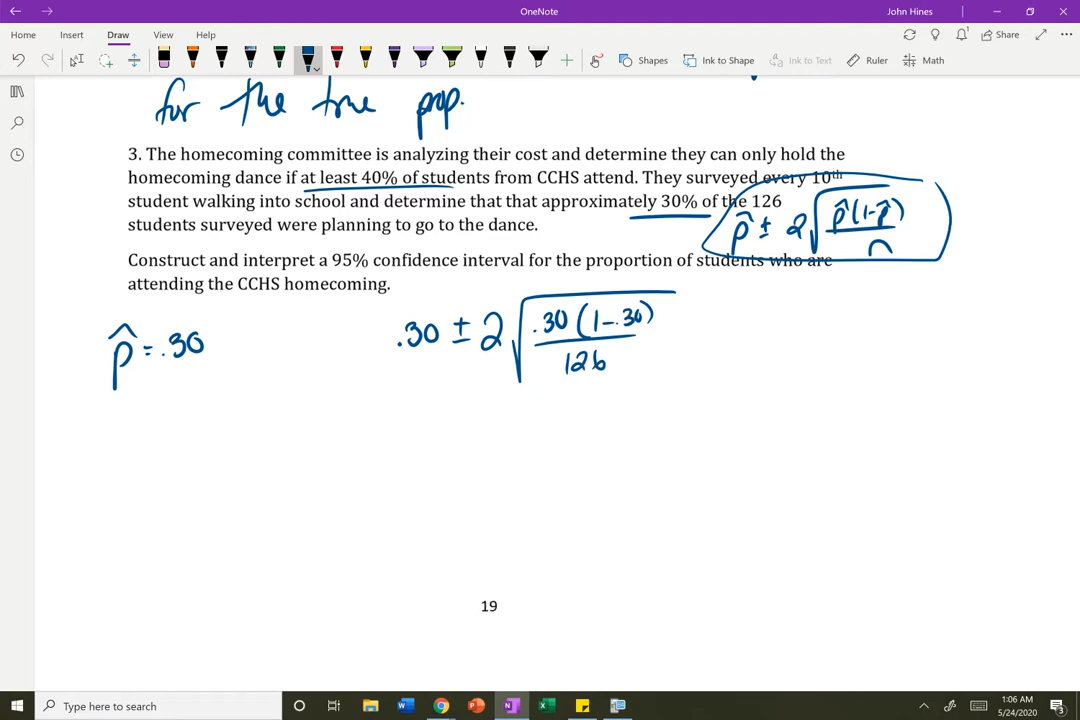 OneNote
John Hines
Home Insert Draw View Help
Share
Shapes Ink to Shape Ink to Text Ruler Math
for the true prop.
3. The homecoming committee is analyzing their cost and determine they can only hold the
homecoming dance if at least 40% of students from CCHS attend. They surveyed every 10th
student walking into school and determine that that approximately 30% of the 126
students surveyed were planning to go to the dance.
p̂ ± 2√(p̂(1-p̂)/n)
Construct and interpret a 95% confidence interval for the proportion of students who are
attending the CCHS homecoming.
p̂ = .30
.30 ± 2√(.30(1-.30)/126)
19
Type here to search
1:06 AM
5/24/2020
3